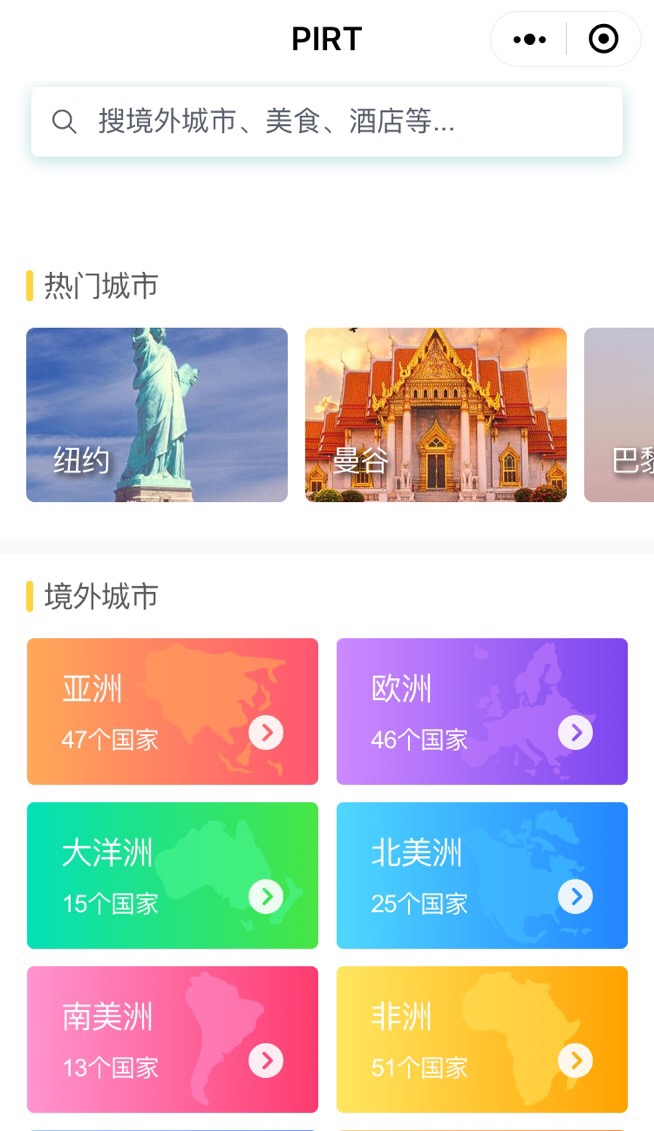 PIRT
搜境外城市、美食、酒店等...
热门城市
纽约
曼谷
巴黎
境外城市
亚洲
47个国家
欧洲
46个国家
大洋洲
15个国家
北美洲
25个国家
南美洲
13个国家
非洲
51个国家